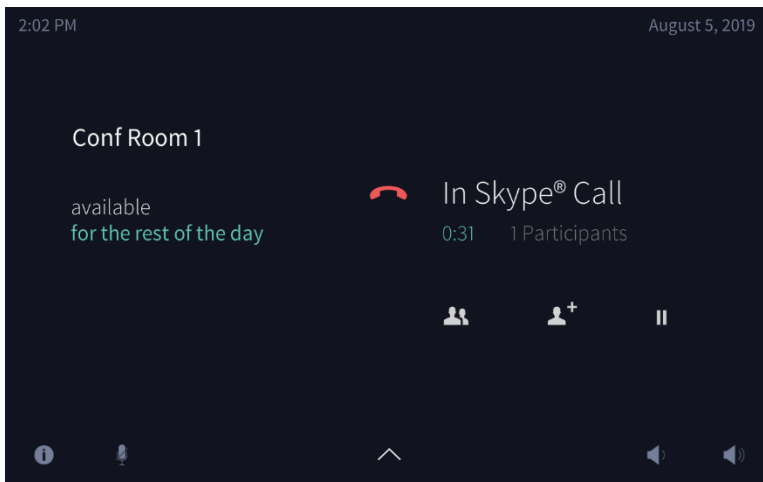 2:02 PM
August 5, 2019
Conf Room 1
available
for the rest of the day
In Skype® Call
0:31 1 Participants